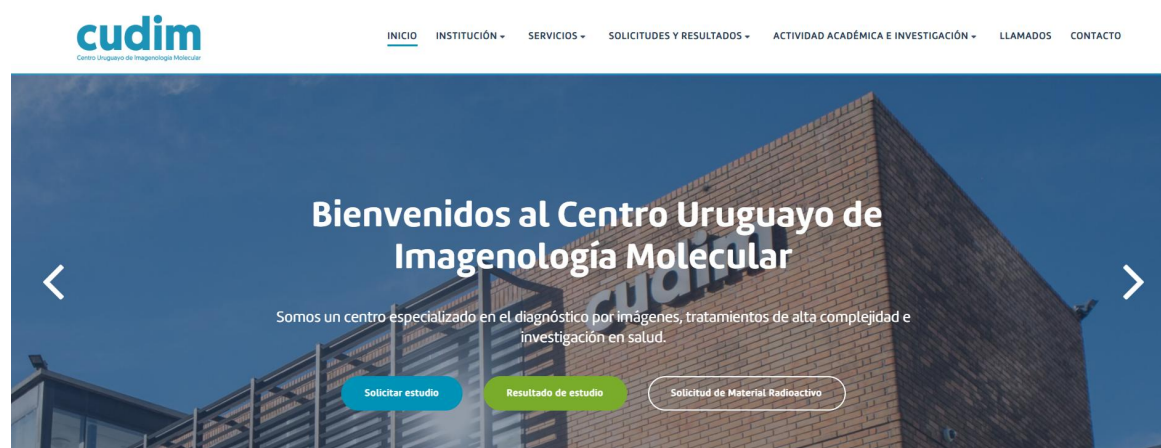 cudim
Centro Uruguayo de Imagenología Molecular
INICIO
INSTITUCIÓN
SERVICIOS
SOLICITUDES Y RESULTADOS
ACTIVIDAD ACADÉMICA E INVESTIGACIÓN
LLAMADOS
CONTACTO
Bienvenidos al Centro Uruguayo de
Imagenología Molecular
cudim
Somos un centro especializado en el diagnóstico por imágenes, tratamientos de alta complejidad e
investigación en salud.
Solicitar estudio
Resultado de estudio
Solicitud de Material Radioactivo